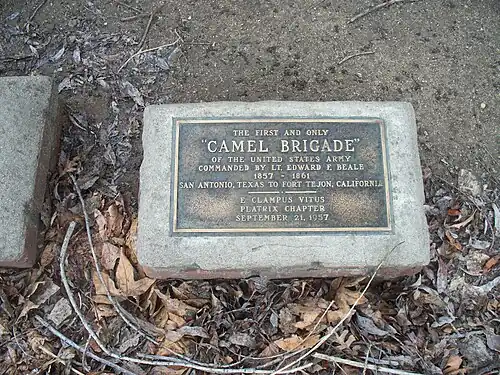 THE FIRST AND ONLY
"CAMEL BRIGADE"
OF THE UNITED STATES ARMY
COMMANDED BY LT. EDWARD F. BEALE
1857 - 1861
SAN ANTONIO, TEXAS TO FORT TEJON, CALIFORNIA
E CLAMPUS VITUS
PLATRIX CHAPTER
SEPTEMBER 21, 1957